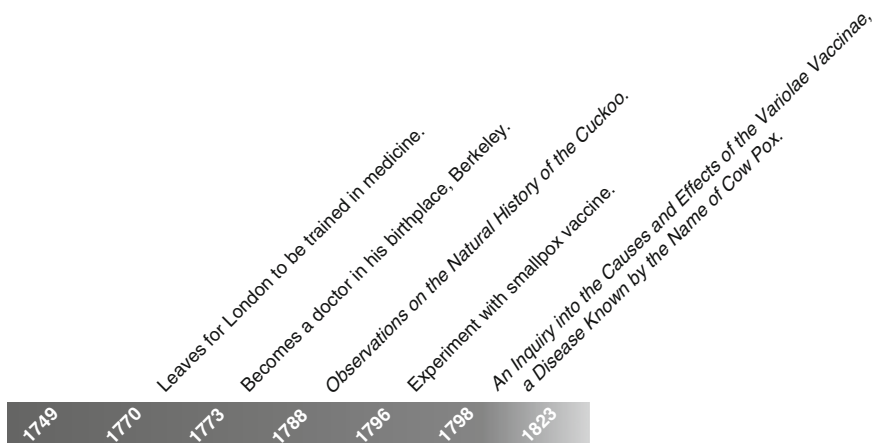 Leaves for London to be trained in medicine.
Becomes a doctor in his birthplace, Berkeley.
Observations on the Natural History of the Cuckoo.
Experiment with smallpox vaccine.
An Inquiry into the Causes and Effects of the Variolae Vaccinae,
a Disease Known by the Name of Cow Pox.
1749
1770
1773
1788
1796
1798
1823